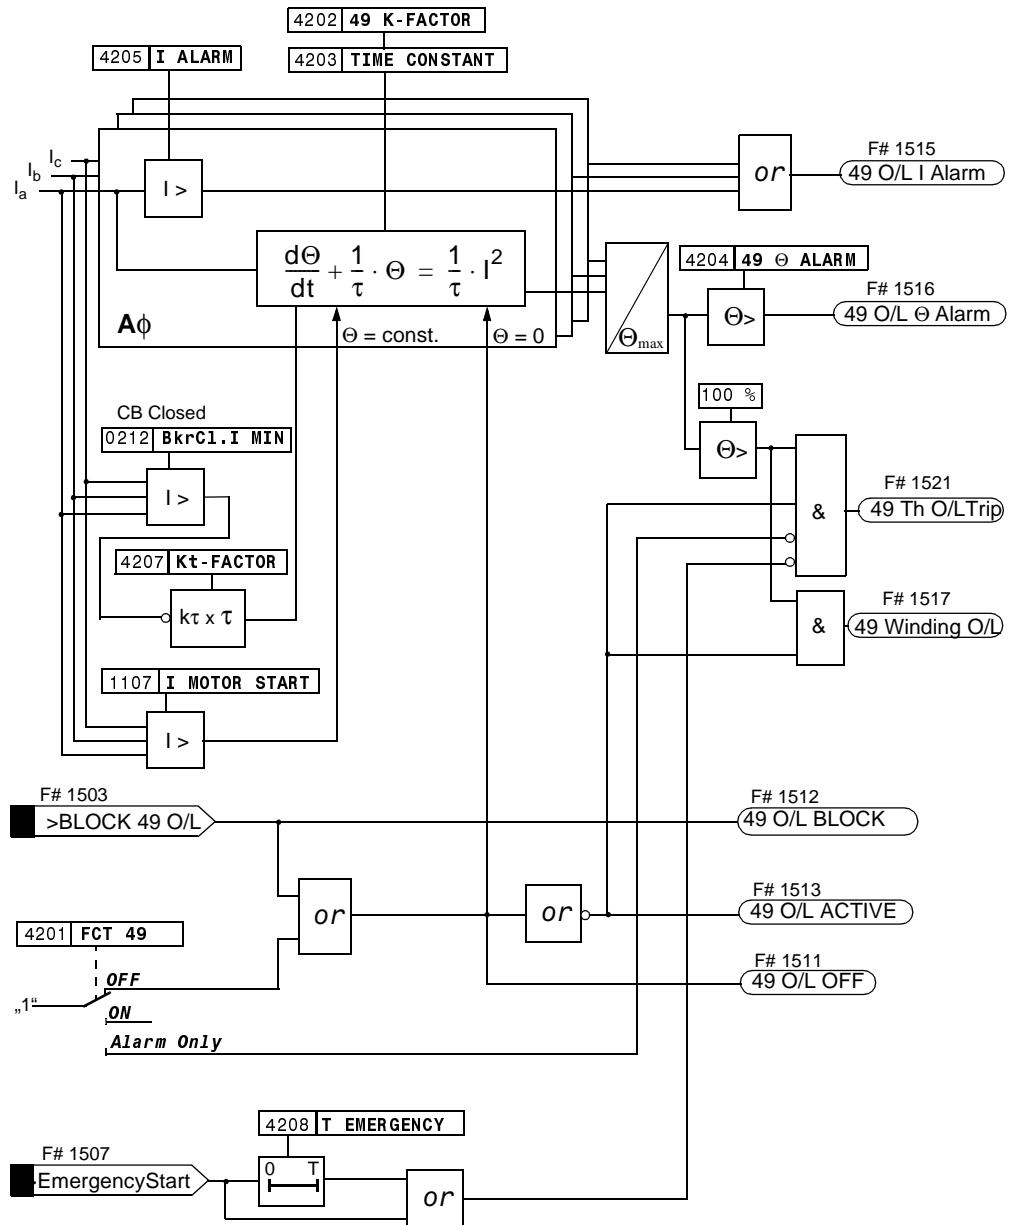 4202 49 K-FACTOR
4205 I ALARM
4203 TIME CONSTANT
Ic
Ib
Ia
I >
or
F# 1515
49 O/L I Alarm
dΘ/dt + 1/τ · Θ = 1/τ · I²
Aϕ
Θ = const.
Θ = 0
Θmax
4204 49 Θ ALARM
Θ>
F# 1516
49 O/L Θ Alarm
100 %
Θ>
CB Closed
0212 BkrCl.I MIN
I >
&
F# 1521
49 Th O/LTrip
4207 Kt-FACTOR
kτ x τ
&
F# 1517
49 Winding O/L
1107 I MOTOR START
I >
F# 1503
>BLOCK 49 O/L
F# 1512
49 O/L BLOCK
or
or
F# 1513
49 O/L ACTIVE
4201 FCT 49
F# 1511
49 O/L OFF
OFF
„1“
ON
Alarm Only
4208 T EMERGENCY
F# 1507
EmergencyStart
0 T
or